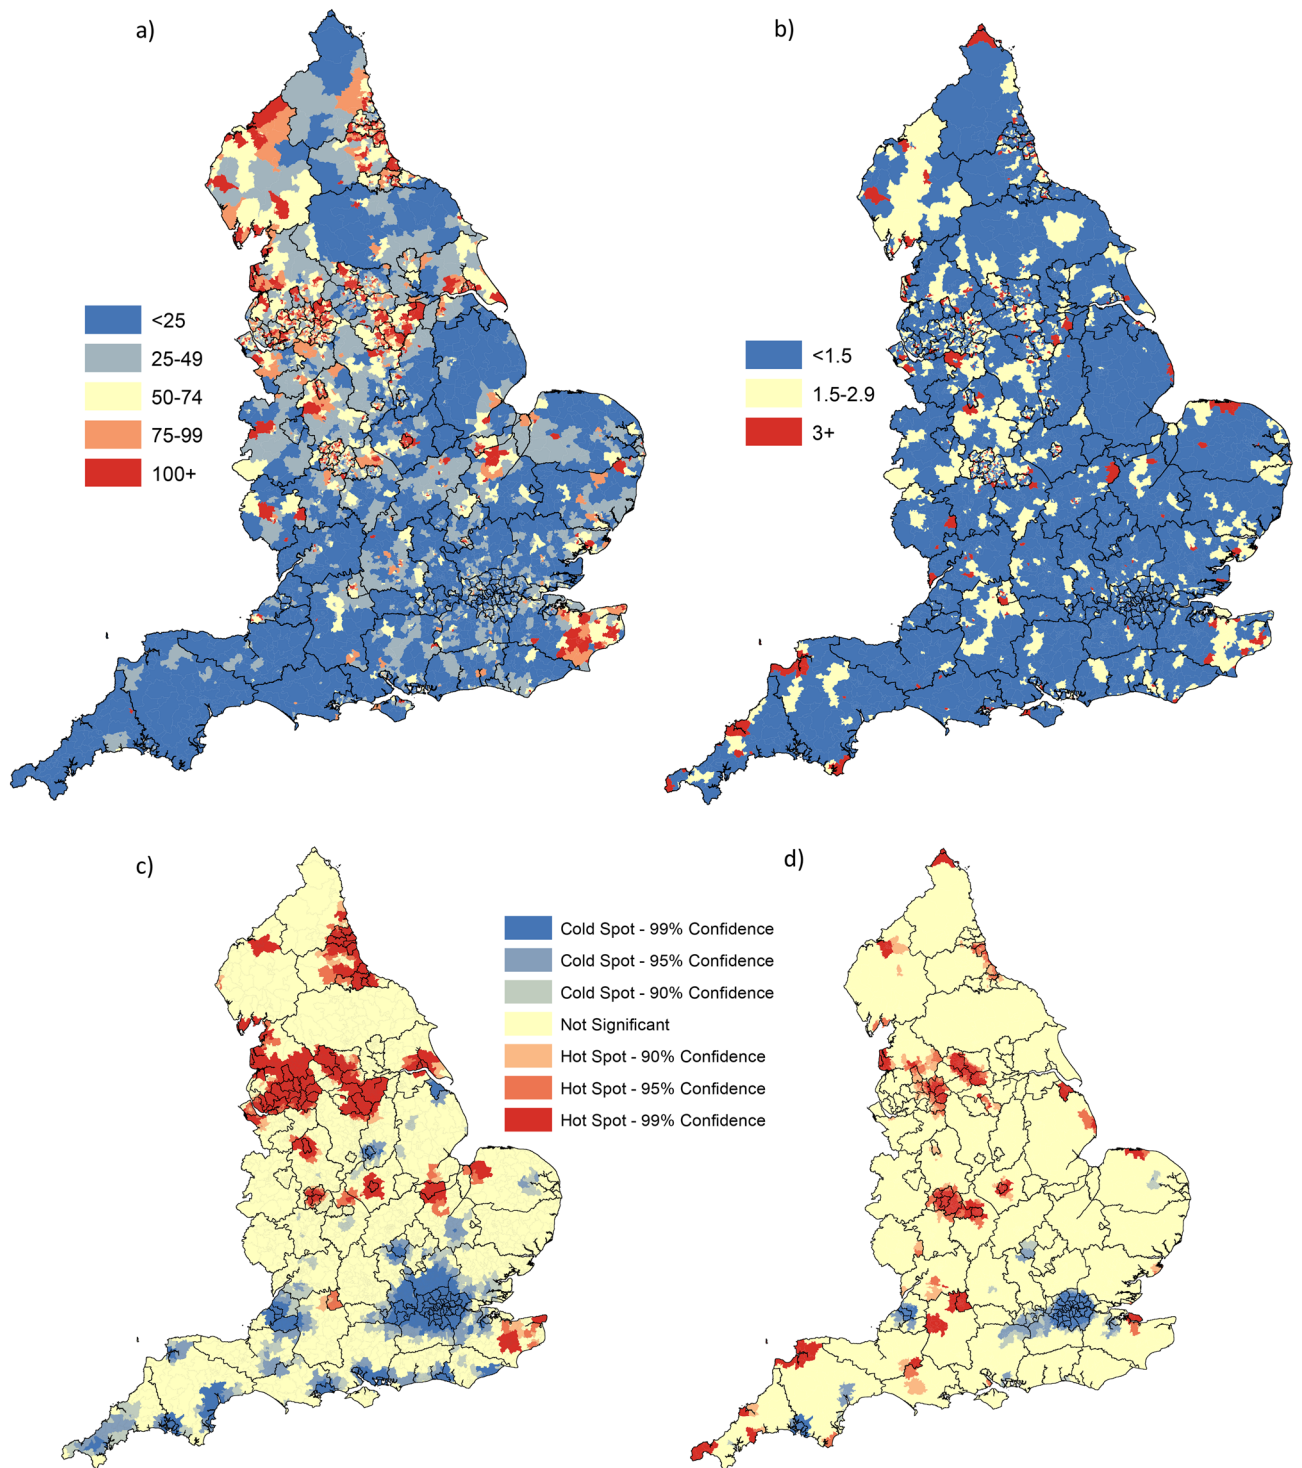 a)
b)
<25
25-49
50-74
75-99
100+
<1.5
1.5-2.9
3+
c)
d)
Cold Spot - 99% Confidence
Cold Spot - 95% Confidence
Cold Spot - 90% Confidence
Not Significant
Hot Spot - 90% Confidence
Hot Spot - 95% Confidence
Hot Spot - 99% Confidence